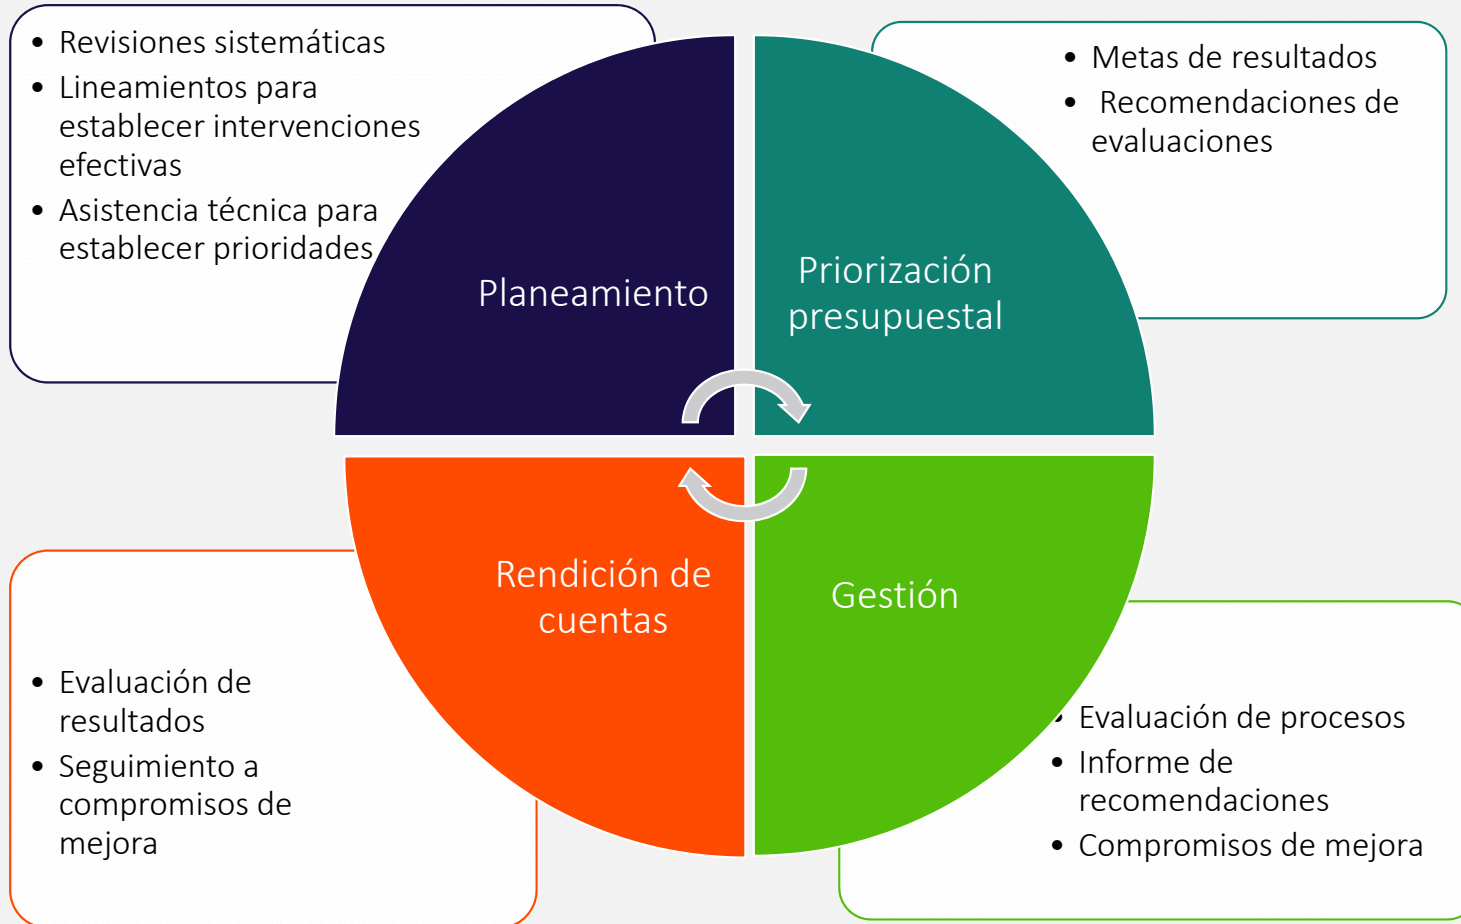 • Revisiones sistemáticas
• Lineamientos para
establecer intervenciones
efectivas
• Asistencia técnica para
establecer prioridades
• Metas de resultados
• Recomendaciones de
evaluaciones
Planeamiento
Priorización
presupuestal
Rendición de
cuentas
Gestión
• Evaluación de
resultados
• Seguimiento a
compromisos de
mejora
• Evaluación de procesos
• Informe de
recomendaciones
• Compromisos de mejora